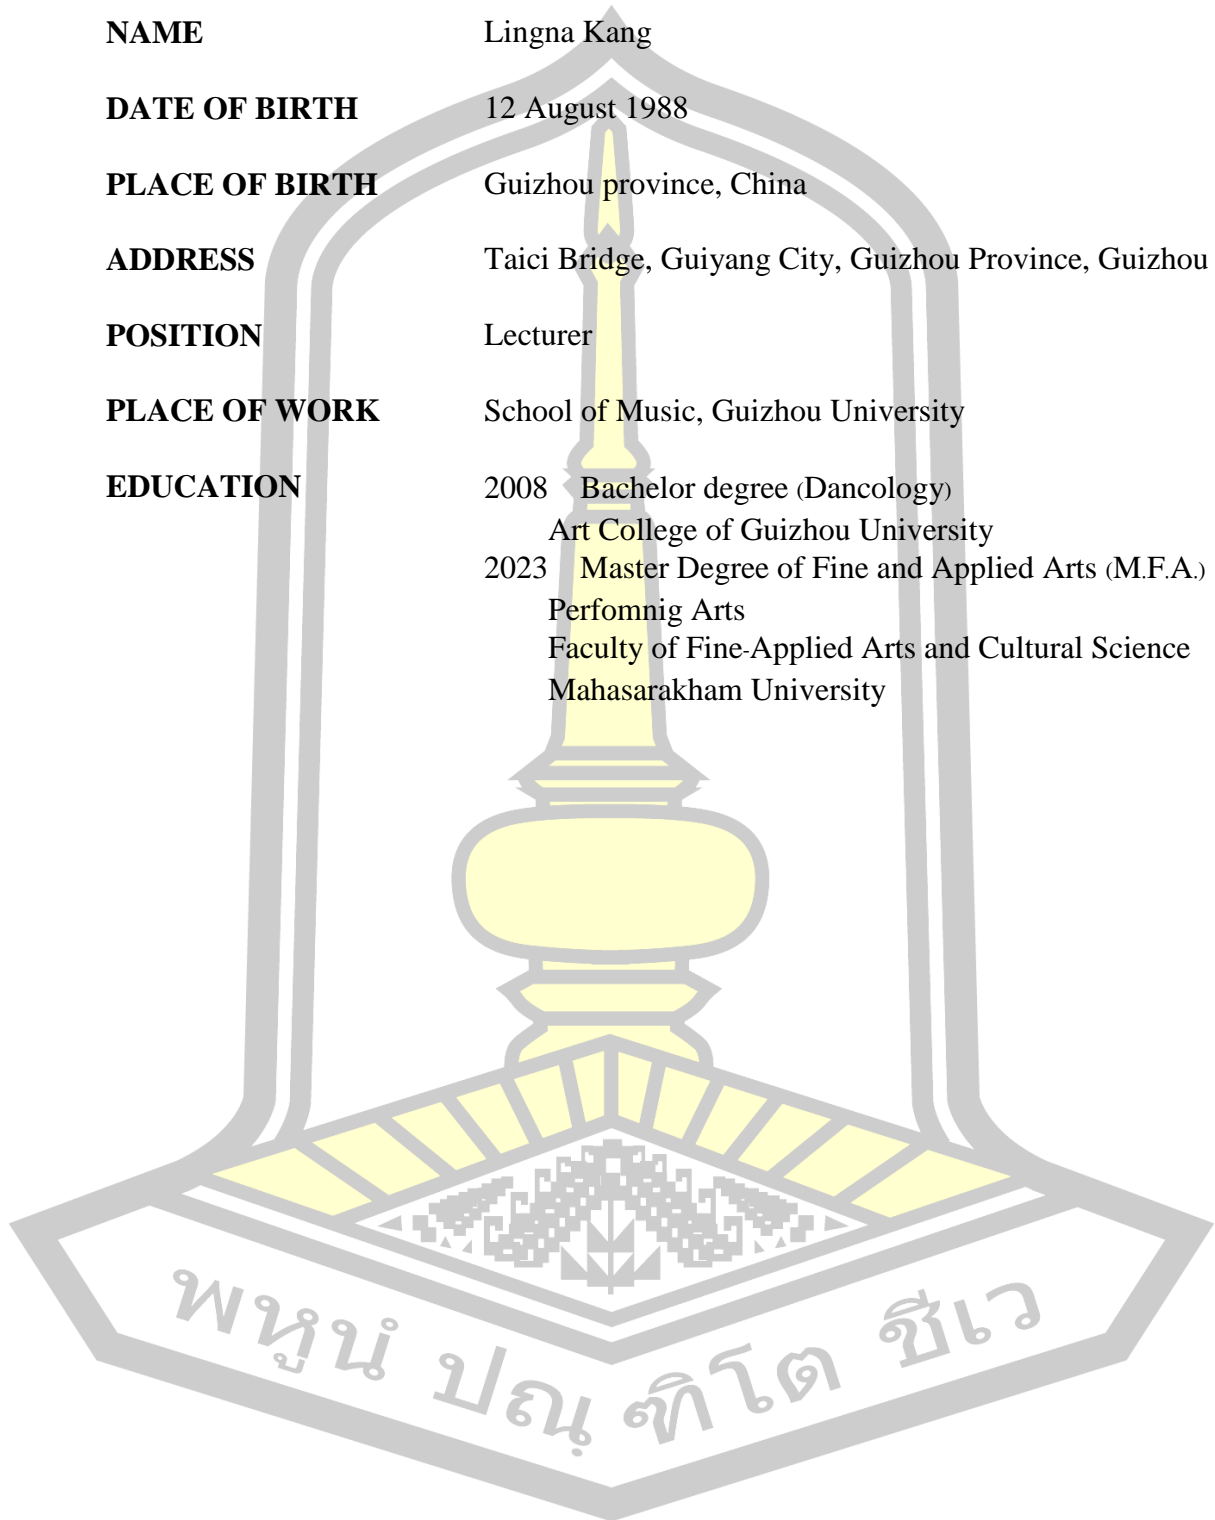 NAME Lingna Kang
DATE OF BIRTH 12 August 1988
PLACE OF BIRTH Guizhou province, China
ADDRESS Taici Bridge, Guiyang City, Guizhou Province, Guizhou
POSITION Lecturer
PLACE OF WORK School of Music, Guizhou University
EDUCATION 2008 Bachelor degree (Dancology)
Art College of Guizhou University
2023 Master Degree of Fine and Applied Arts (M.F.A.)
Perfomnig Arts
Faculty of Fine-Applied Arts and Cultural Science
Mahasarakham University
พหูนํ ปณฺฑิโต ชีเว